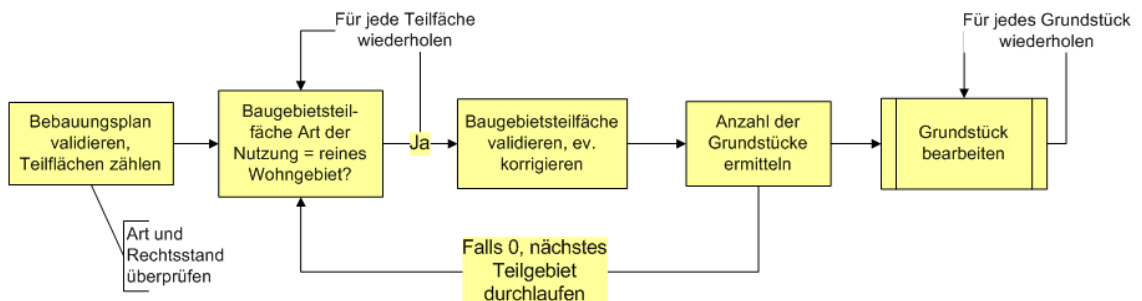 Für jede Teilfäche
wiederholen
Für jedes Grundstück
wiederholen
Bebauungsplan
validieren,
Teilflächen zählen
Baugebietsteil-
fäche Art der
Nutzung = reines
Wohngebiet?
Ja
Baugebietsteilfäche
validieren, ev.
korrigieren
Anzahl der
Grundstücke
ermitteln
Grundstück
bearbeiten
Art und
Rechtsstand
überprüfen
Falls 0, nächstes
Teilgebiet
durchlaufen